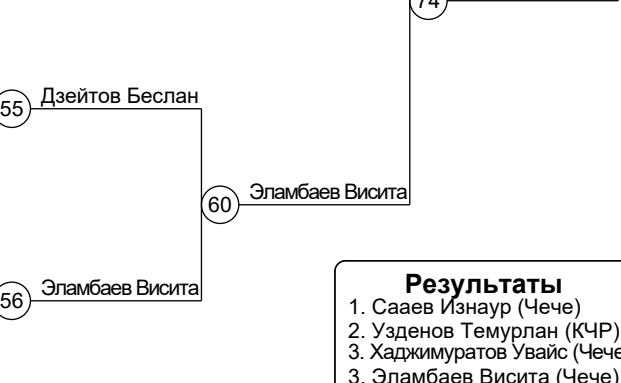 74
55 Дзейтов Беслан
60 Эламбаев Висита
56 Эламбаев Висита
Результаты
1. Сааев Изнаур (Чече)
2. Узденов Темурлан (КЧР)
3. Хаджимуратов Увайс (Чече
3. Эламбаев Висита (Чече)